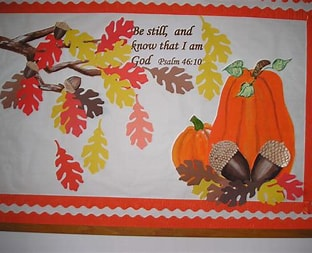 Be still, and
know that I am
God Psalm 46:10